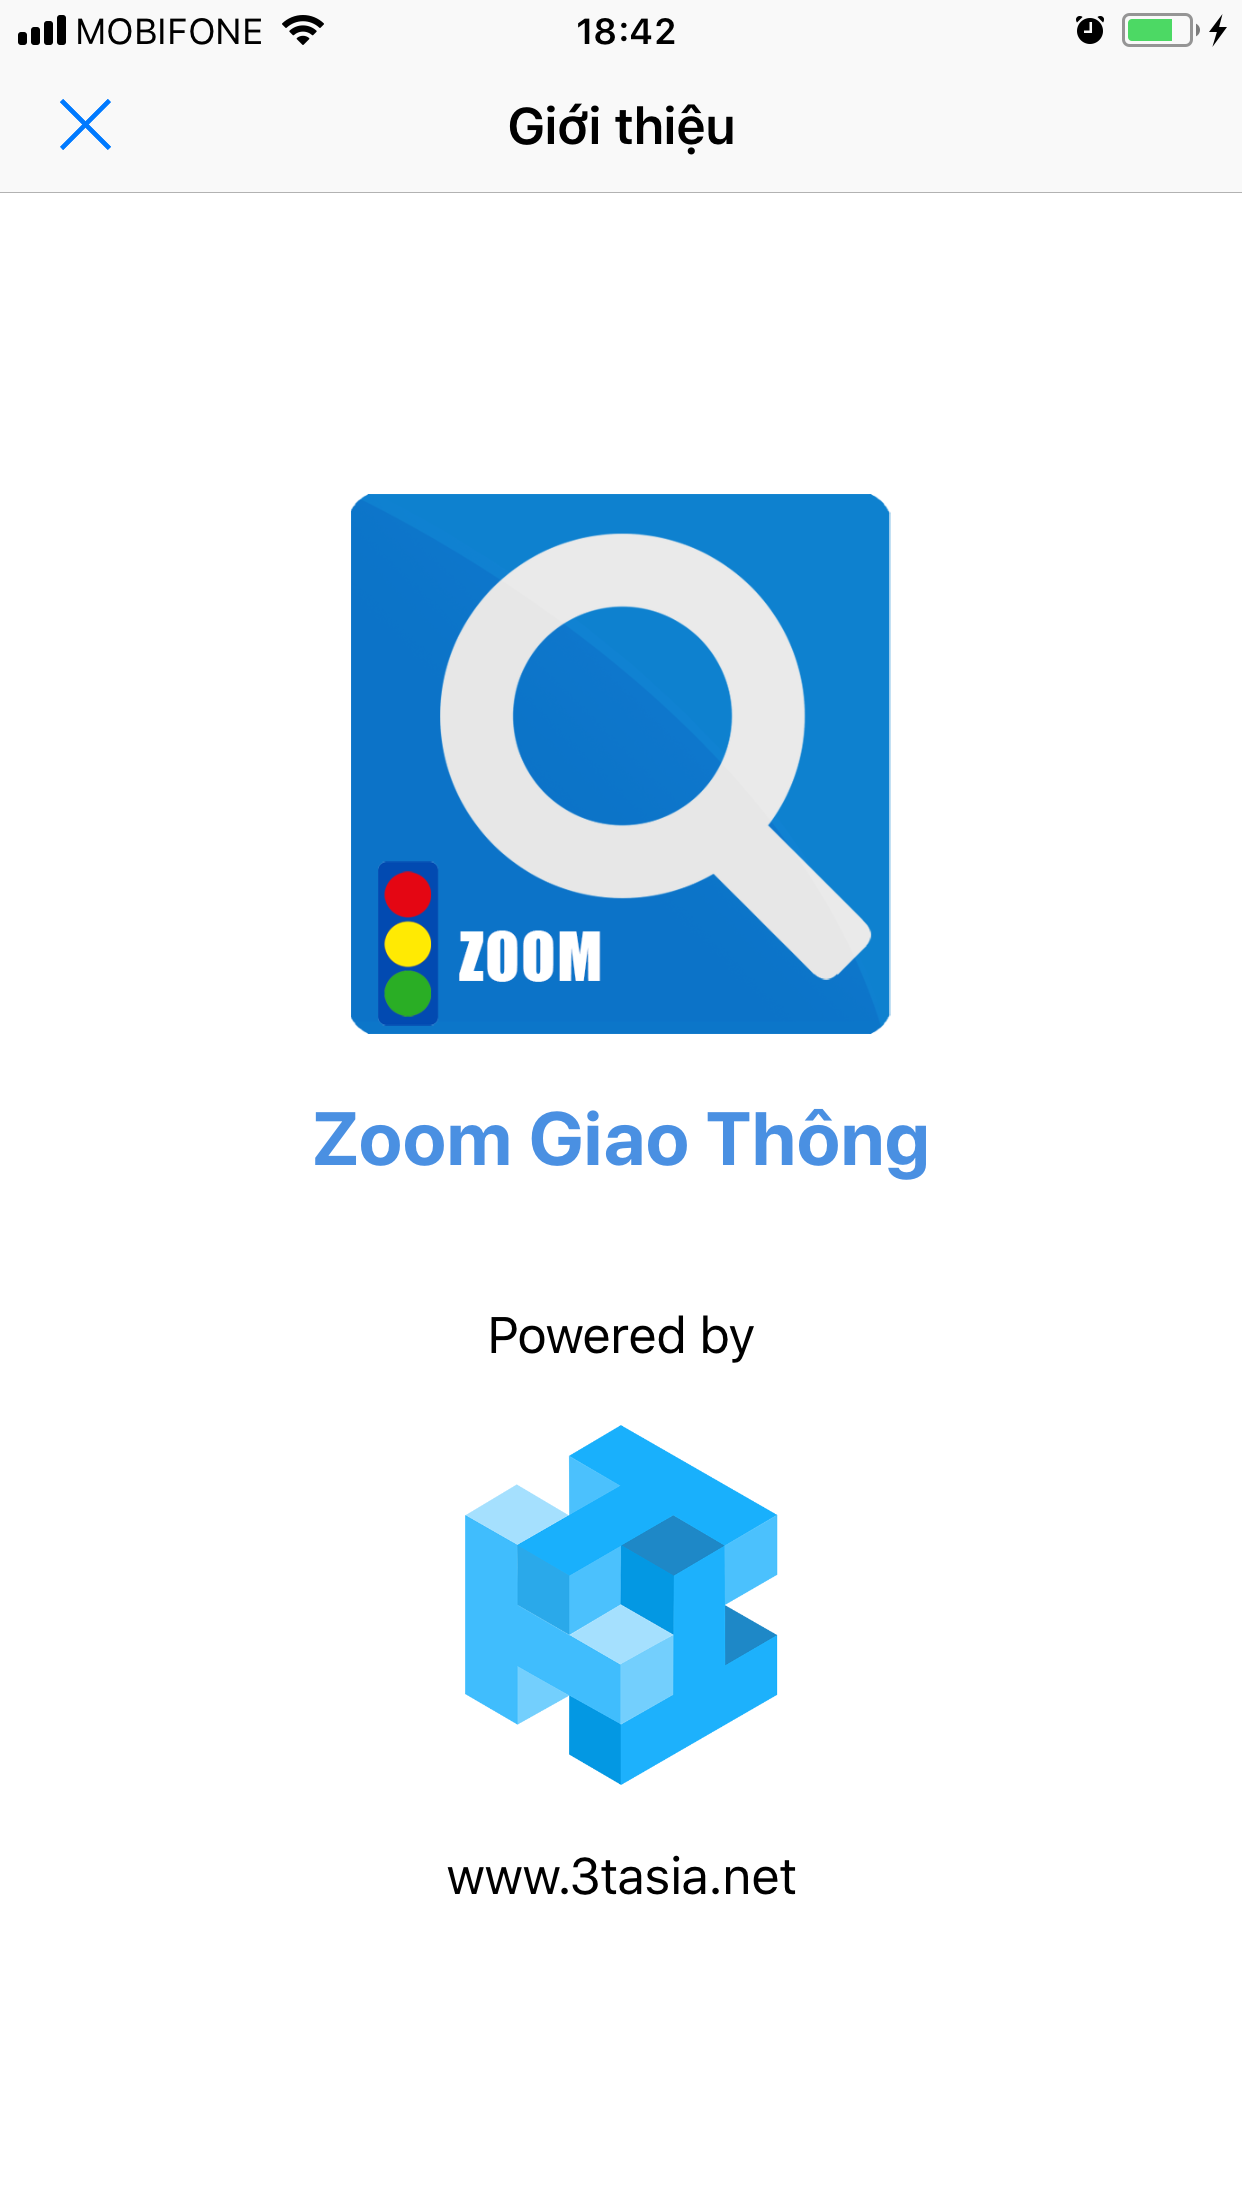 MOBIFONE 18:42
Giới thiệu
ZOOM
Zoom Giao Thông
Powered by
www.3tasia.net